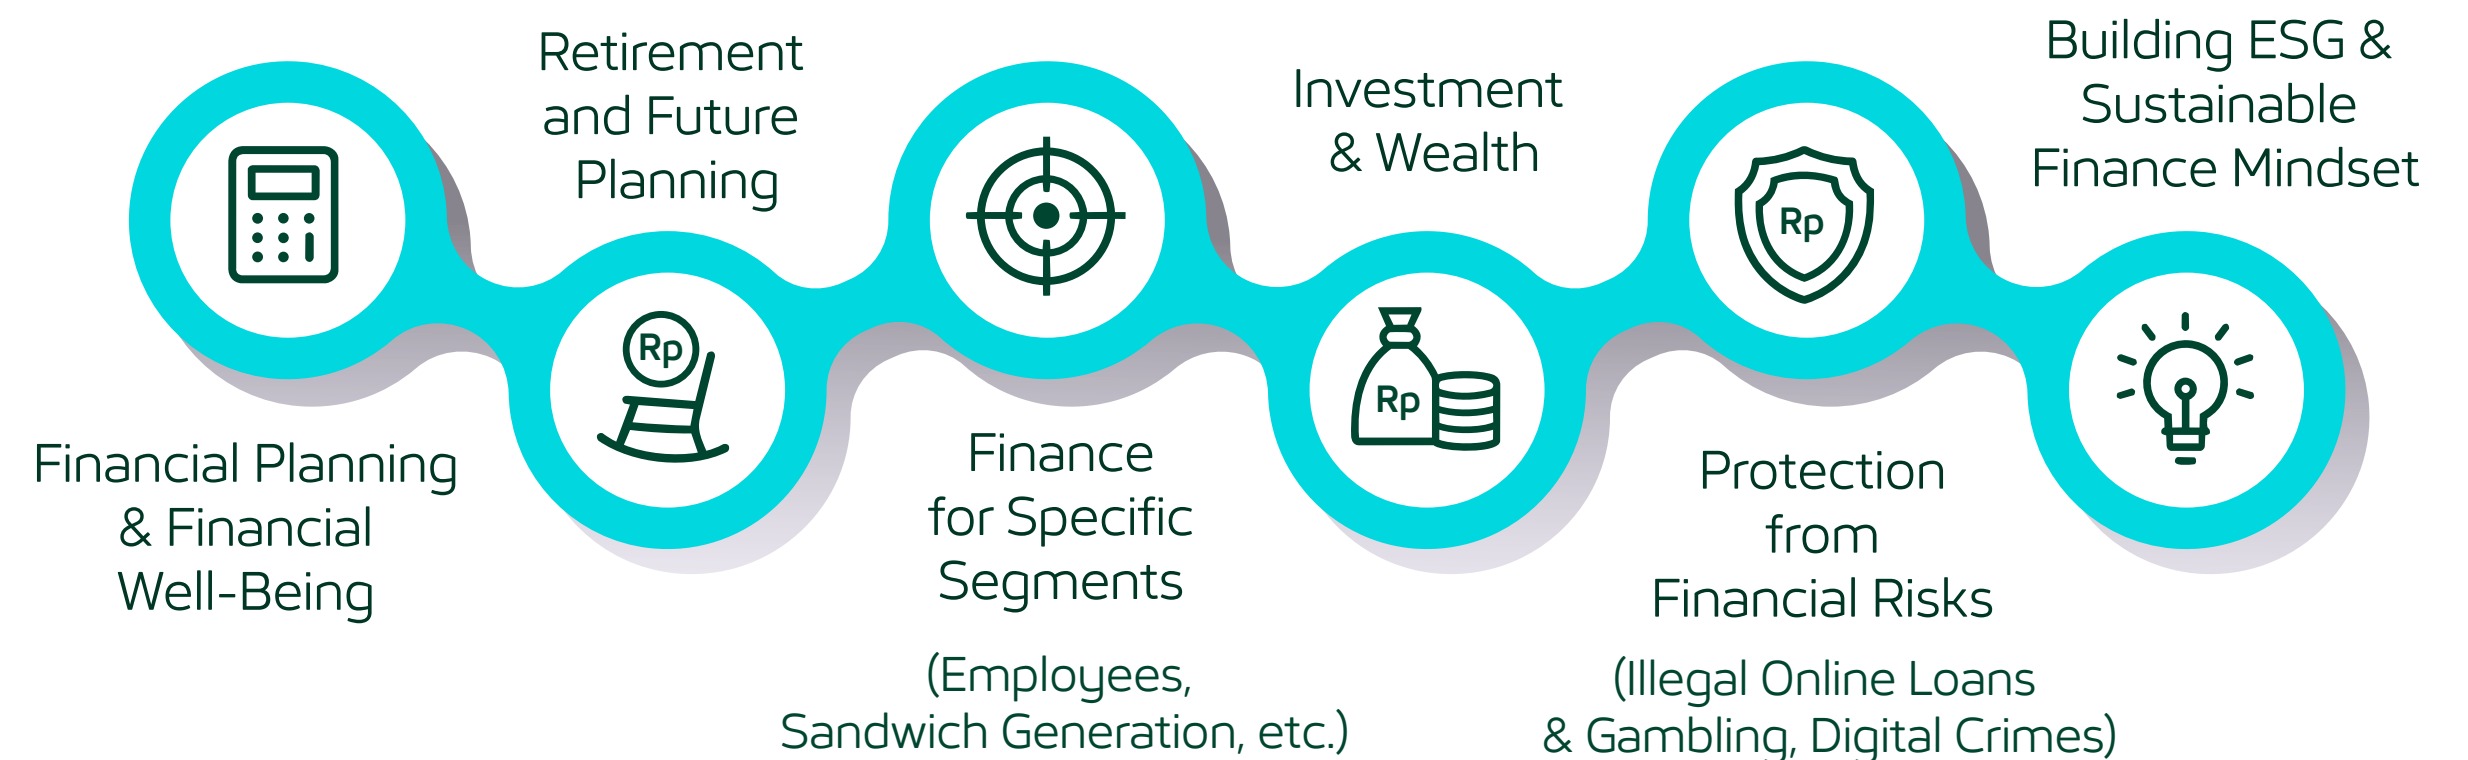 Financial Planning
& Financial
Well-Being
Retirement
and Future
Planning
Rp
Finance
for Specific
Segments
(Employees,
Sandwich Generation, etc.)
Investment
& Wealth
Rp
Rp
Protection
from
Financial Risks
(Illegal Online Loans
& Gambling, Digital Crimes)
Building ESG &
Sustainable
Finance Mindset